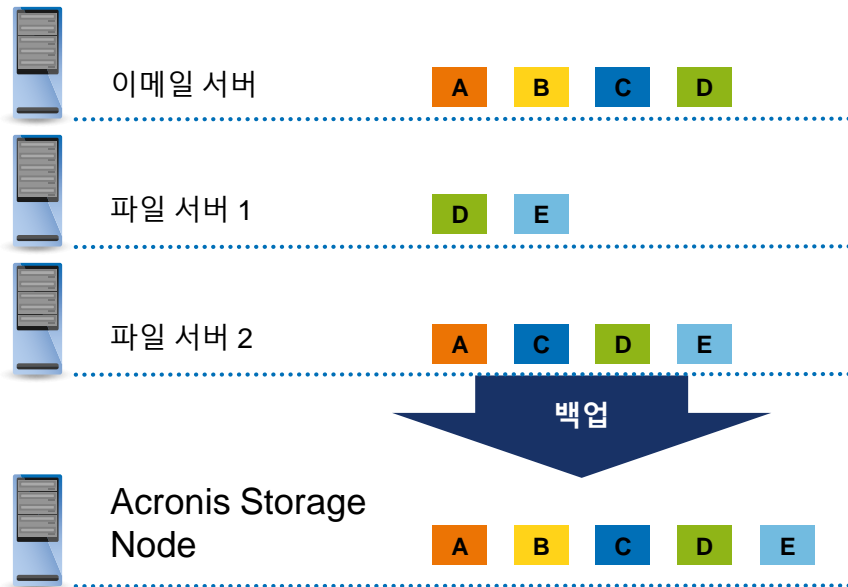 이메일 서버 A B C D
파일 서버 1 D E
파일 서버 2 A C D E
백업
Acronis Storage
Node A B C D E